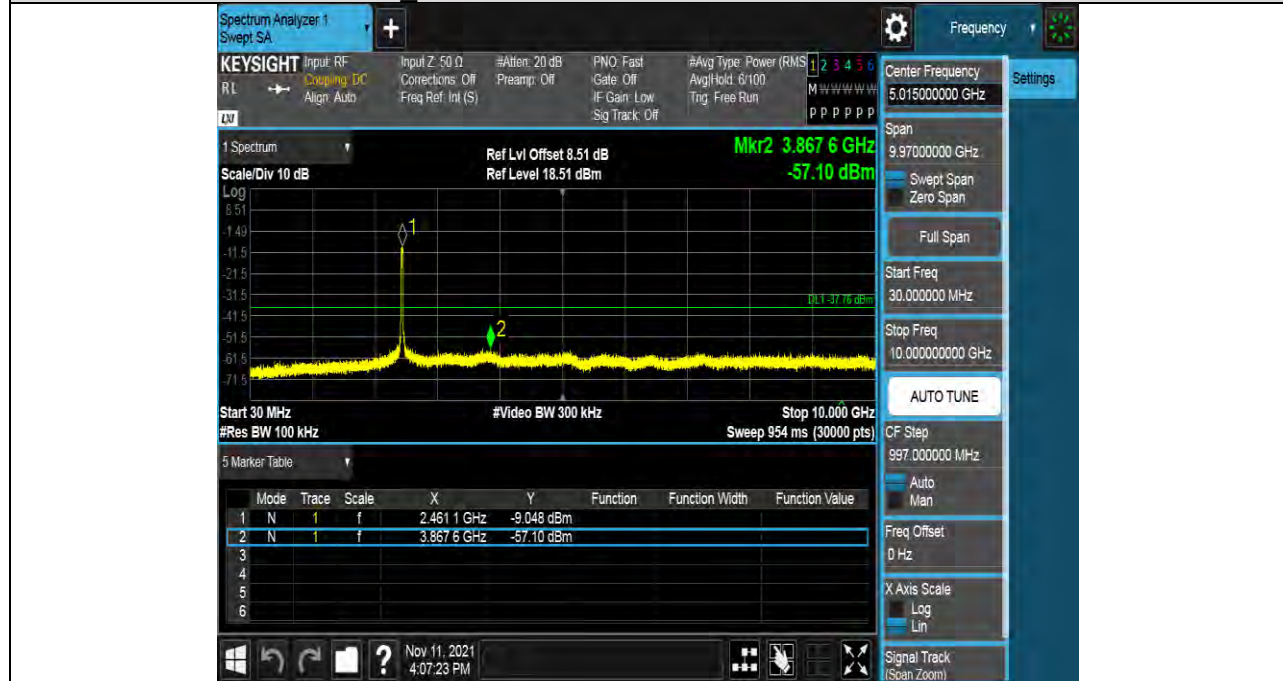 Spectrum Analyzer 1
Swept SA
+
Frequency
KEYSIGHT
RL
LXI
Input: RF
Coupling: DC
Align: Auto
Input Z: 50 Ω
Corrections: Off
Freq Ref: Int (S)
#Atten: 20 dB
Preamp: Off
PNO: Fast
Gate: Off
IF Gain: Low
Sig Track: Off
#Avg Type: Power (RMS
Avg|Hold: 6/100
Trig: Free Run
1 2 3 4 5 6
M W W W W W
P P P P P P
Center Frequency
5.015000000 GHz
Settings
1 Spectrum
Scale/Div 10 dB
Ref Lvl Offset 8.51 dB
Ref Level 18.51 dBm
Mkr2 3.867 6 GHz
-57.10 dBm
Span
9.97000000 GHz
Swept Span
Zero Span
Full Span
Start Freq
30.000000 MHz
Stop Freq
10.000000000 GHz
AUTO TUNE
CF Step
997.000000 MHz
Auto
Man
Freq Offset
0 Hz
X Axis Scale
Log
Lin
Signal Track
(Span Zoom)
Log
8.51
-1.49
-11.5
-21.5
-31.5
-41.5
-51.5
-61.5
-71.5
1
2
DL1 -37.76 dBm
Start 30 MHz
#Res BW 100 kHz
#Video BW 300 kHz
Stop 10.000 GHz
Sweep 954 ms (30000 pts)
5 Marker Table
Mode Trace Scale X Y Function Function Width Function Value
1 N 1 f 2.461 1 GHz -9.048 dBm
2 N 1 f 3.867 6 GHz -57.10 dBm
3
4
5
6
?
Nov 11, 2021
4:07:23 PM